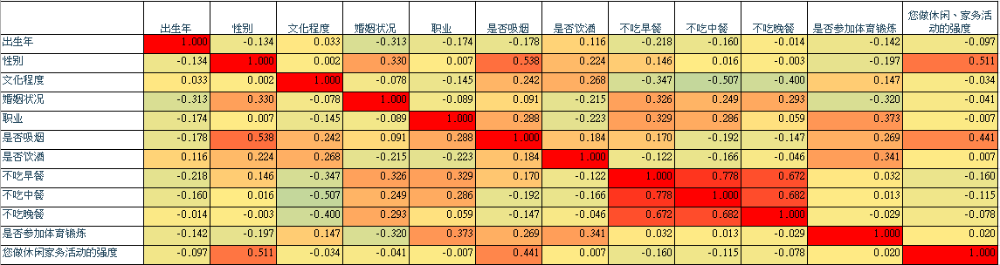 出生年 性别 文化程度 婚姻状况 职业 是否吸烟 是否饮酒 不吃早餐 不吃中餐 不吃晚餐 是否参加体育锻炼 您做休闲、家务活动的强度
出生年 1.000 -0.134 0.033 -0.313 -0.174 -0.178 0.116 -0.218 -0.160 -0.014 -0.142 -0.097
性别 -0.134 1.000 0.002 0.330 0.007 0.538 0.224 0.146 0.016 -0.003 -0.197 0.511
文化程度 0.033 0.002 1.000 -0.078 -0.145 0.242 0.268 -0.347 -0.507 -0.400 0.147 -0.034
婚姻状况 -0.313 0.330 -0.078 1.000 -0.089 0.091 -0.215 0.326 0.249 0.293 -0.320 -0.041
职业 -0.174 0.007 -0.145 -0.089 1.000 0.288 -0.223 0.329 0.286 0.059 0.373 -0.007
是否吸烟 -0.178 0.538 0.242 0.091 0.288 1.000 0.184 0.170 -0.192 -0.147 0.269 0.441
是否饮酒 0.116 0.224 0.268 -0.215 -0.223 0.184 1.000 -0.122 -0.166 -0.046 0.341 0.007
不吃早餐 -0.218 0.146 -0.347 0.326 0.329 0.170 -0.122 1.000 0.778 0.672 0.032 -0.160
不吃中餐 -0.160 0.016 -0.507 0.249 0.286 -0.192 -0.166 0.778 1.000 0.682 0.013 -0.115
不吃晚餐 -0.014 -0.003 -0.400 0.293 0.059 -0.147 -0.046 0.672 0.682 1.000 -0.029 -0.078
是否参加体育锻炼 -0.142 -0.197 0.147 -0.320 0.373 0.269 0.341 0.032 0.013 -0.029 1.000 0.020
您做休闲家务活动的强度 -0.097 0.511 -0.034 -0.041 -0.007 0.441 0.007 -0.160 -0.115 -0.078 0.020 1.000